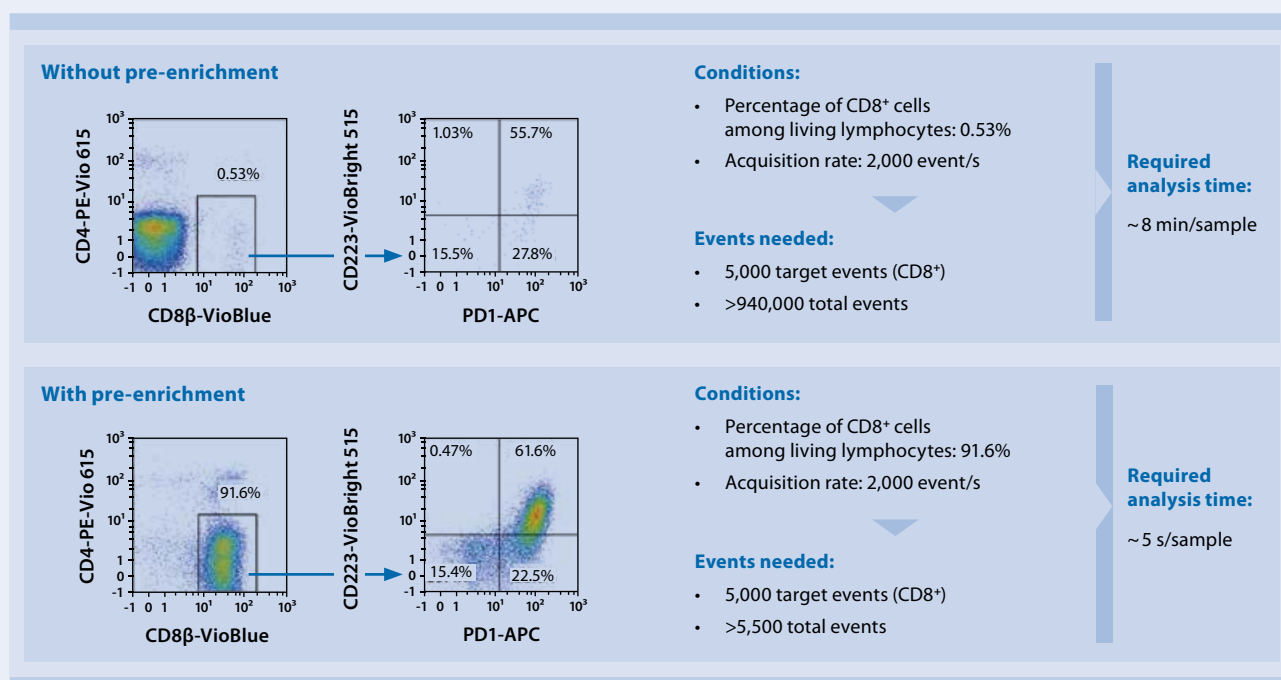 Without pre-enrichment
CD4-PE-Vio 615
10³
10²
10¹
1
0
-1
0.53%
-1 0 1 10¹ 10² 10³
CD8β-VioBlue
CD223-VioBright 515
10³
10²
10¹
1
0
-1
1.03% 55.7%
15.5% 27.8%
-1 0 1 10¹ 10² 10³
PD1-APC
Conditions:
• Percentage of CD8⁺ cells
among living lymphocytes: 0.53%
• Acquisition rate: 2,000 event/s
Events needed:
• 5,000 target events (CD8⁺)
• >940,000 total events
Required
analysis time:
~8 min/sample
With pre-enrichment
CD4-PE-Vio 615
10³
10²
10¹
1
0
-1
91.6%
-1 0 1 10¹ 10² 10³
CD8β-VioBlue
CD223-VioBright 515
10³
10²
10¹
1
0
-1
0.47% 61.6%
15.4% 22.5%
-1 0 1 10¹ 10² 10³
PD1-APC
Conditions:
• Percentage of CD8⁺ cells
among living lymphocytes: 91.6%
• Acquisition rate: 2,000 event/s
Events needed:
• 5,000 target events (CD8⁺)
• >5,500 total events
Required
analysis time:
~5 s/sample